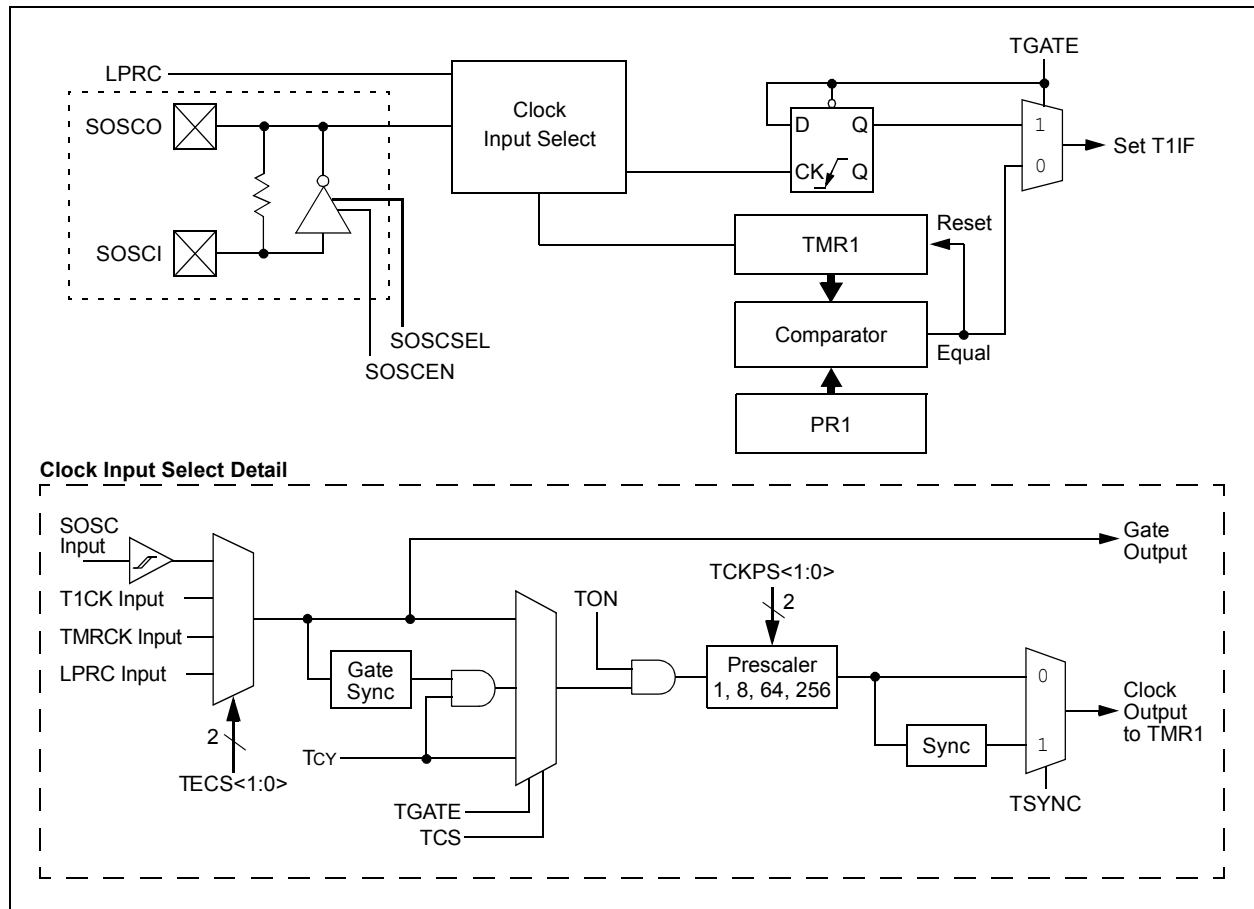 TGATE
LPRC
SOSCO
SOSCI
Clock
Input Select
D
Q
CK
Q
1
0
Set T1IF
Reset
TMR1
Comparator
Equal
PR1
SOSCSEL
SOSCEN
Clock Input Select Detail
SOSC
Input
T1CK Input
TMRCK Input
LPRC Input
2
TECS<1:0>
Gate
Sync
TCY
TGATE
TCS
TON
TCKPS<1:0>
2
Prescaler
1, 8, 64, 256
Sync
0
1
TSYNC
Gate
Output
Clock
Output
to TMR1